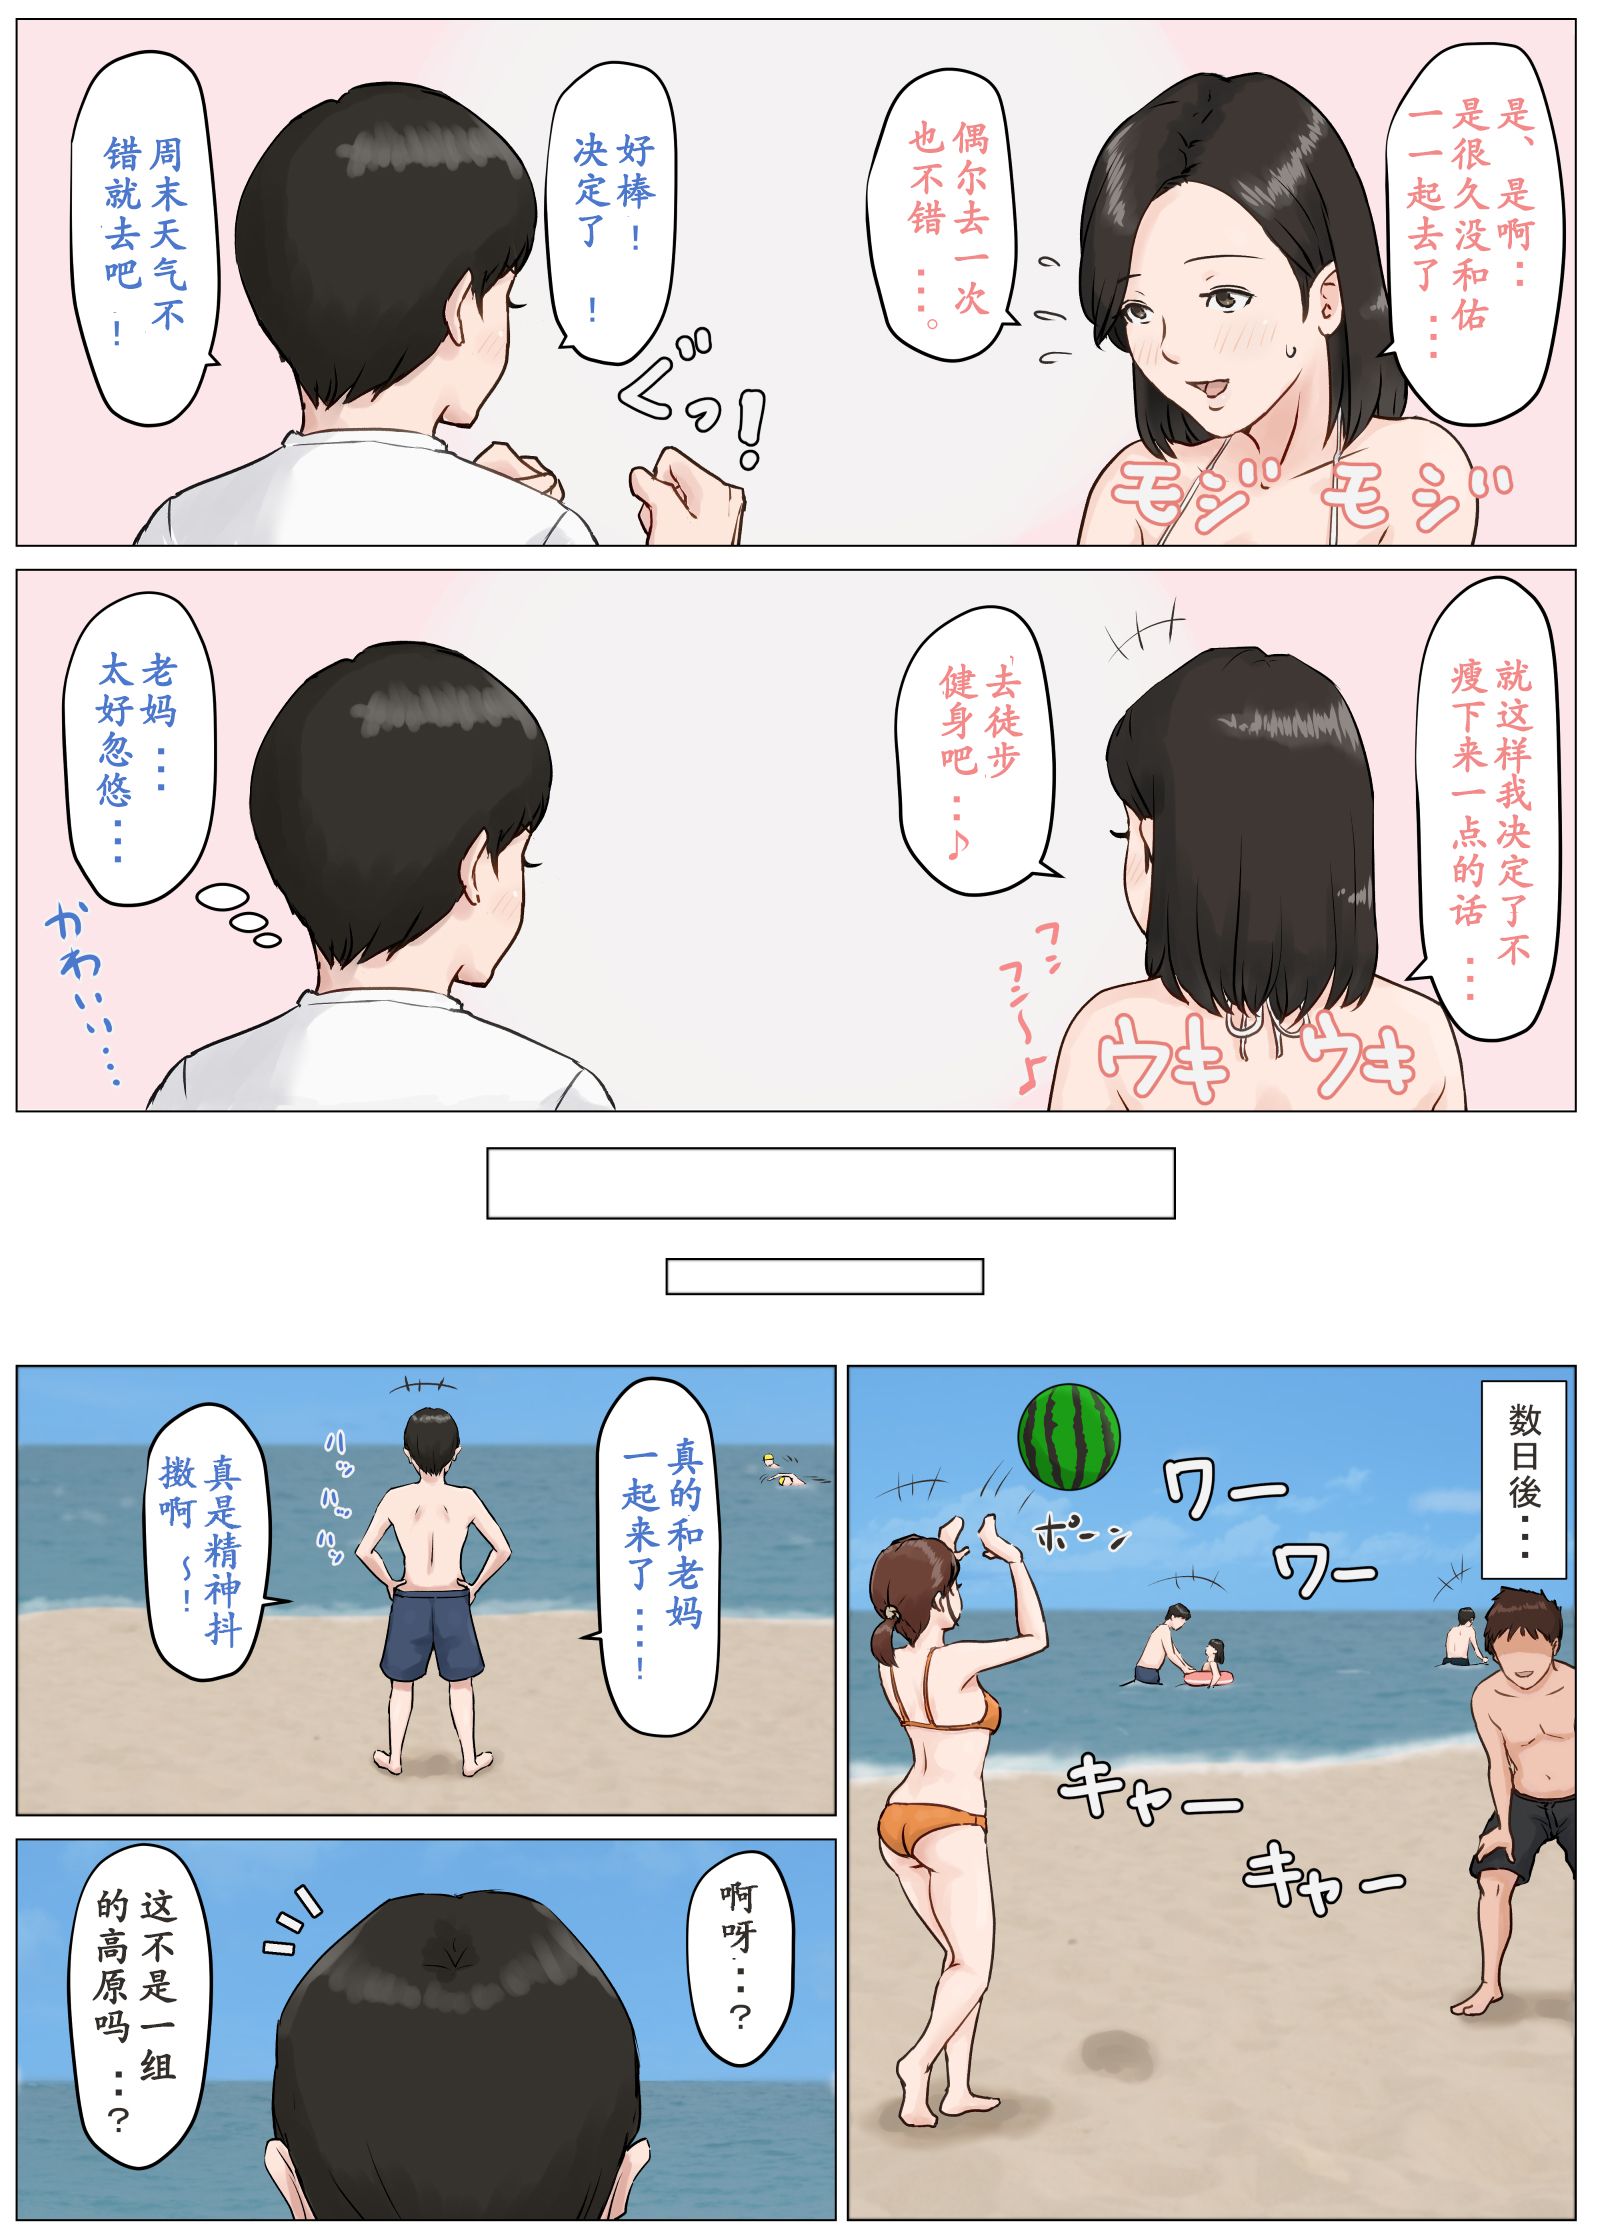 是、是啊…
是很久没和佑
一一起去了…
偶尔去一次
也不错…。
モジ モジ
好棒！
决定了！
ぐっ！
周末天气不
错就去吧！
就这样我决定了不
瘦下来一点的话…
去徒步
健身吧…♪
フン
フン～♪
ウキ ウキ
老妈…
太好忽悠…
かわいい…
数日後…
ポーン
ワー
ワー
キャー
キャー
真的和老妈
一起来了…！
ハッ
ハッハッ
真是精神抖
擞啊～！
啊呀…？
这不是一组
的高原吗…？